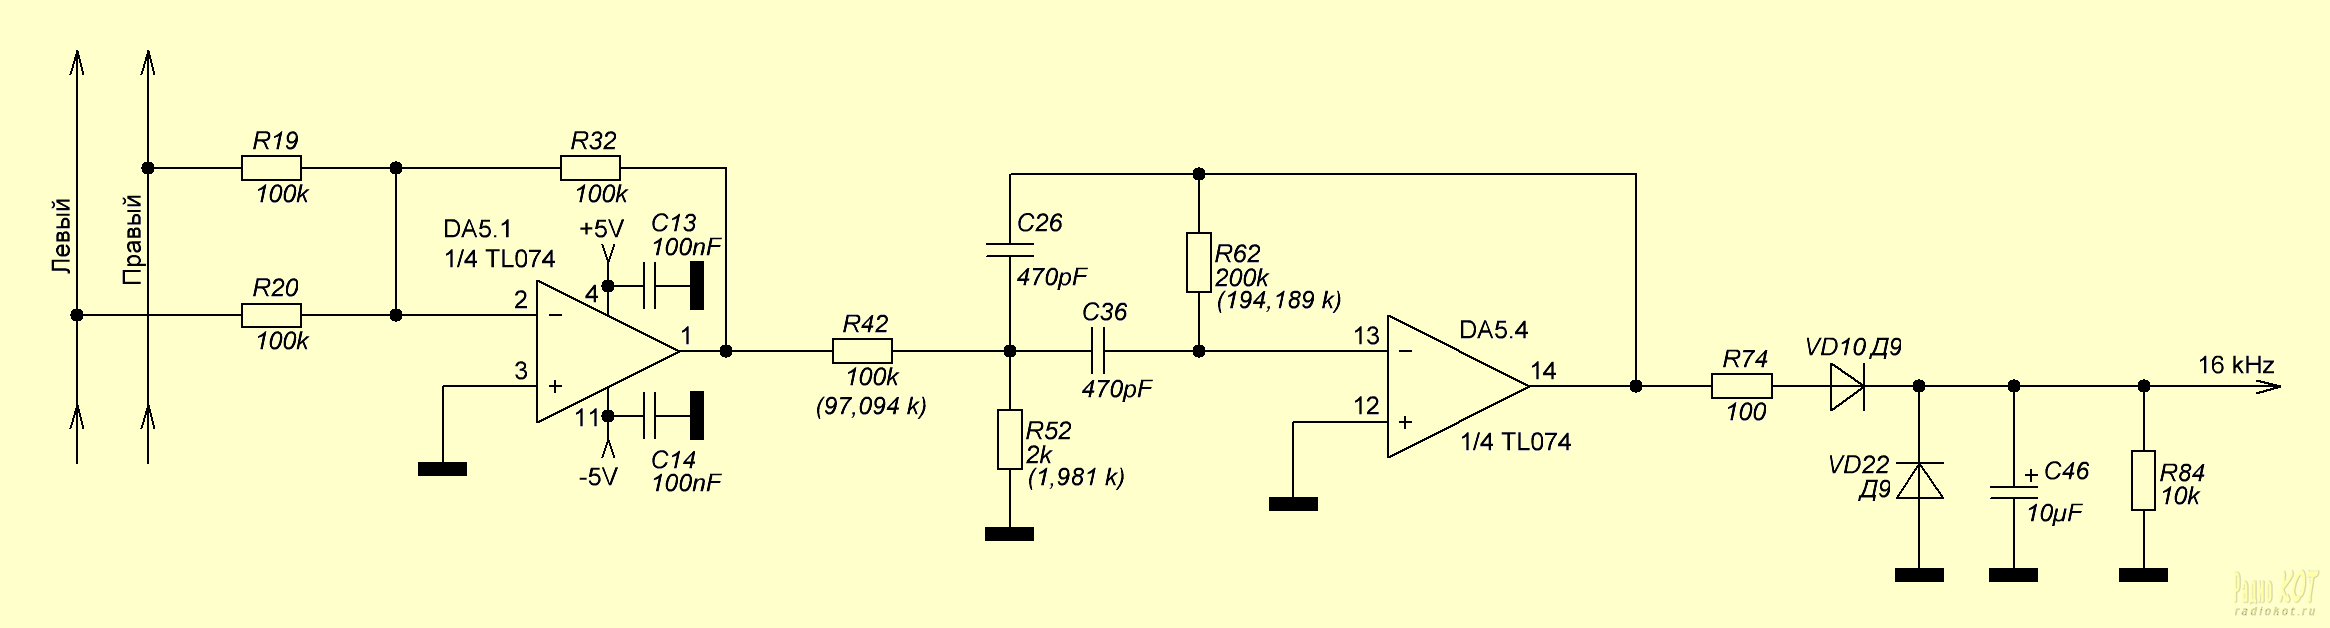 Левый
Правый
R19
100k
R20
100k
R32
100k
DA5.1
1/4 TL074
+5V
C13
100nF
2
4
3
1
11
-5V
C14
100nF
R42
100k
(97,094 k)
C26
470pF
C36
470pF
R52
2k
(1,981 k)
R62
200k
(194,189 k)
13
12
DA5.4
14
1/4 TL074
R74
100
VD10 Д9
16 kHz
VD22
Д9
+ C46
10µF
R84
10k
Радио КОТ
radiokot.ru